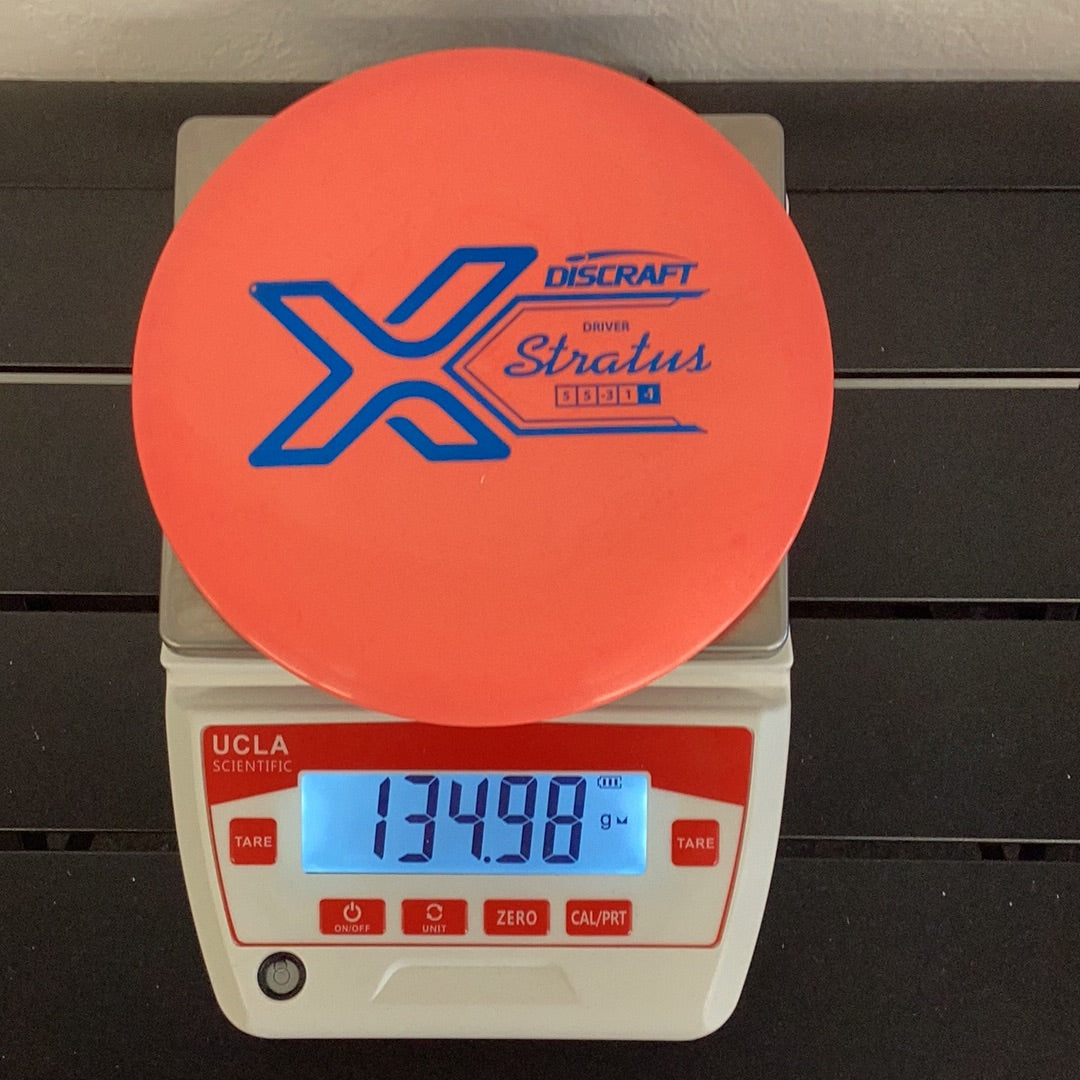 X
DISCRAFT
DRIVER
Stratus
5 5 -3 1 -1
UCLA
SCIENTIFIC
134.98 g
TARE
TARE
ON/OFF
UNIT
ZERO
CAL/PRT